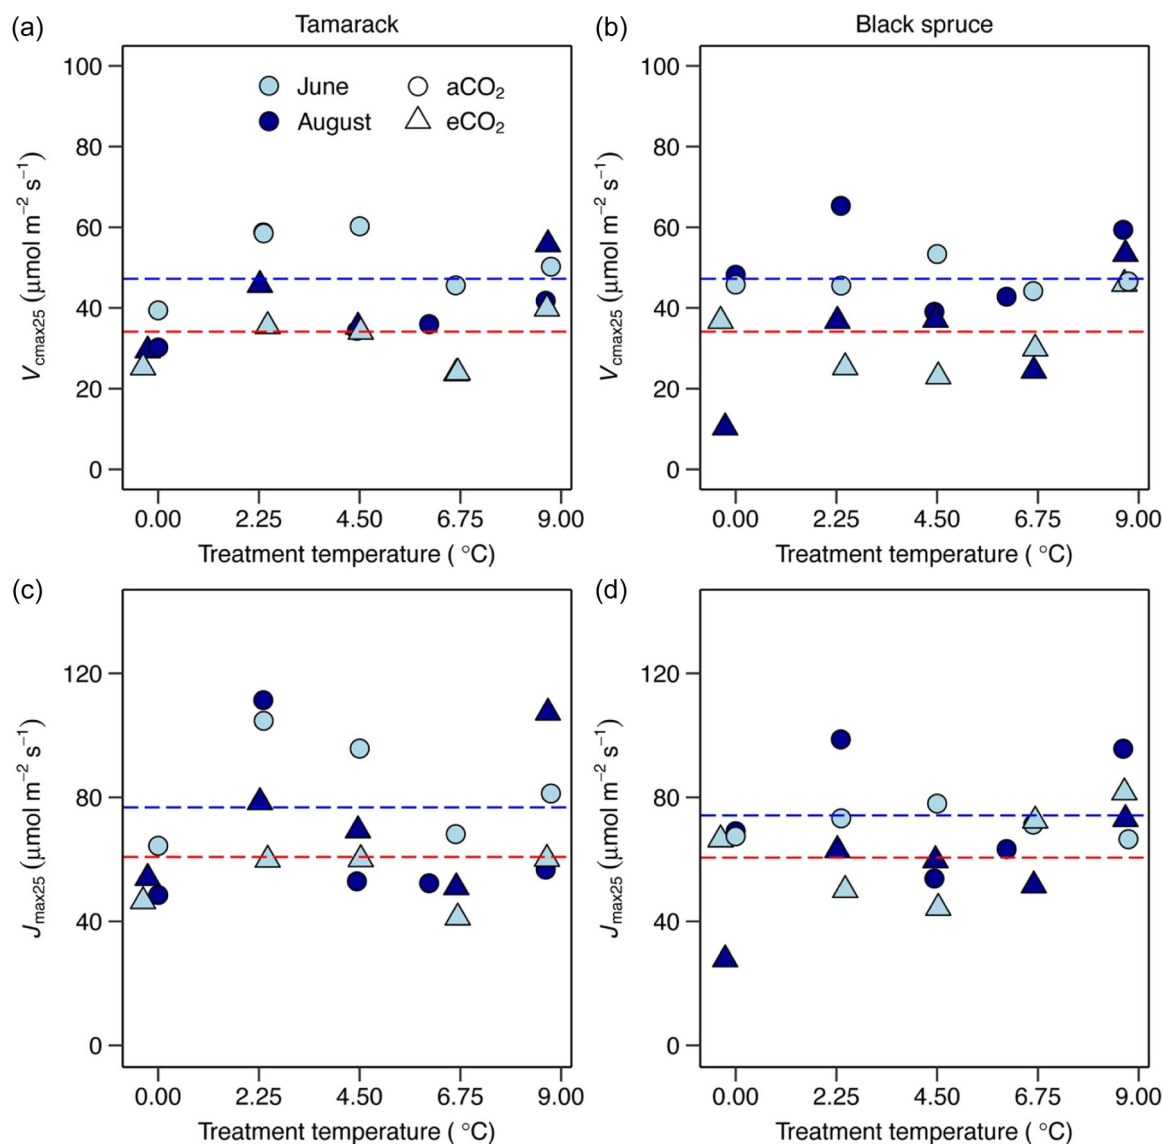 (a)
Tamarack
(b)
Black spruce
June
aCO₂
August
eCO₂
V_cmax25 (µmol m⁻² s⁻¹)
100
80
60
40
20
0
0.00 2.25 4.50 6.75 9.00
Treatment temperature ( °C)
V_cmax25 (µmol m⁻² s⁻¹)
100
80
60
40
20
0
0.00 2.25 4.50 6.75 9.00
Treatment temperature ( °C)
(c)
J_max25 (µmol m⁻² s⁻¹)
120
80
40
0
0.00 2.25 4.50 6.75 9.00
Treatment temperature ( °C)
(d)
J_max25 (µmol m⁻² s⁻¹)
120
80
40
0
0.00 2.25 4.50 6.75 9.00
Treatment temperature ( °C)